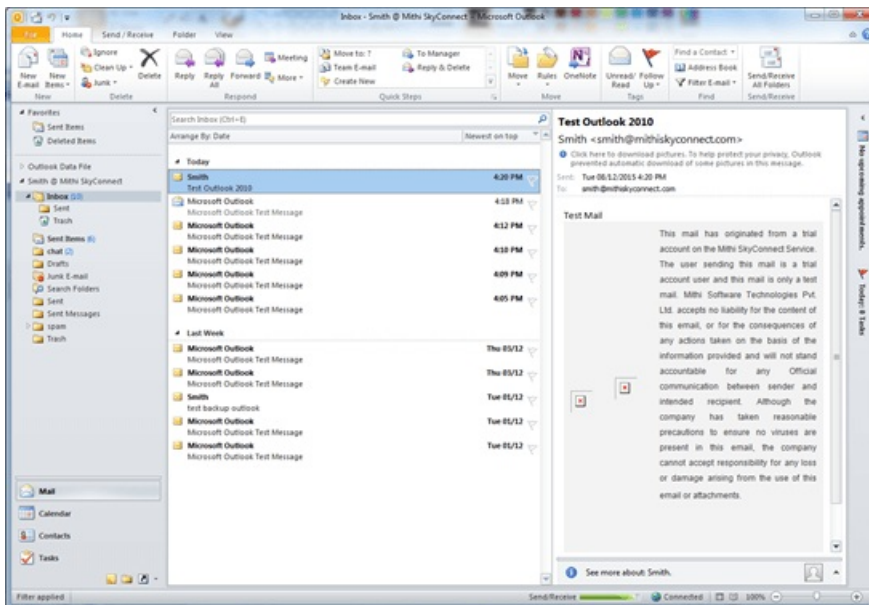 Inbox - Smith @ Mithi SkyConnect - Microsoft Outlook
File Home Send / Receive Folder View
New E-mail
New Items
Ignore
Clean Up
Junk
Delete
Reply
Reply All
Forward
Meeting
More
Move to: ?
Team E-mail
Create New
To Manager
Reply & Delete
Move
Rules
OneNote
Unread/ Read
Follow Up
Find a Contact
Address Book
Filter E-mail
Send/Receive All Folders
New Delete Respond Quick Steps Move Tags Find Send/Receive
Favorites
Sent Items
Deleted Items
Outlook Data File
Smith @ Mithi SkyConnect
Inbox (10)
Sent
Trash
Sent Items (6)
chat (2)
Drafts
Junk E-mail
Search Folders
Sent
Sent Messages
spam
Trash
Mail
Calendar
Contacts
Tasks
Search Inbox (Ctrl+E)
Arrange By: Date Newest on top
Today
Smith 4:20 PM
Test Outlook 2010
Microsoft Outlook 4:18 PM
Microsoft Outlook Test Message
Microsoft Outlook 4:12 PM
Microsoft Outlook Test Message
Microsoft Outlook 4:10 PM
Microsoft Outlook Test Message
Microsoft Outlook 4:09 PM
Microsoft Outlook Test Message
Microsoft Outlook 4:05 PM
Microsoft Outlook Test Message
Last Week
Microsoft Outlook Thu 03/12
Microsoft Outlook Test Message
Microsoft Outlook Thu 03/12
Microsoft Outlook Test Message
Smith Tue 01/12
test backup outlook
Microsoft Outlook Tue 01/12
Microsoft Outlook Test Message
Microsoft Outlook Tue 01/12
Microsoft Outlook Test Message
Test Outlook 2010
Smith <smith@mithiskyconnect.com>
Click here to download pictures. To help protect your privacy, Outlook
prevented automatic download of some pictures in this message.
Sent: Tue 08/12/2015 4:20 PM
To: smith@mithiskyconnect.com
Test Mail
This mail has originated from a trial
account on the Mithi SkyConnect Service.
The user sending this mail is a trial
account user and this mail is only a test
mail. Mithi Software Technologies Pvt.
Ltd. accepts no liability for the content of
this email, or for the consequences of
any actions taken on the basis of the
information provided and will not stand
accountable for any Official
communication between sender and
intended recipient. Although the
company has taken reasonable
precautions to ensure no viruses are
present in this email, the company
cannot accept responsibility for any loss
or damage arising from the use of this
email or attachments.
See more about: Smith.
No upcoming appointments.
Today: 0 Tasks
Filter applied
Send/Receive
Connected
100%